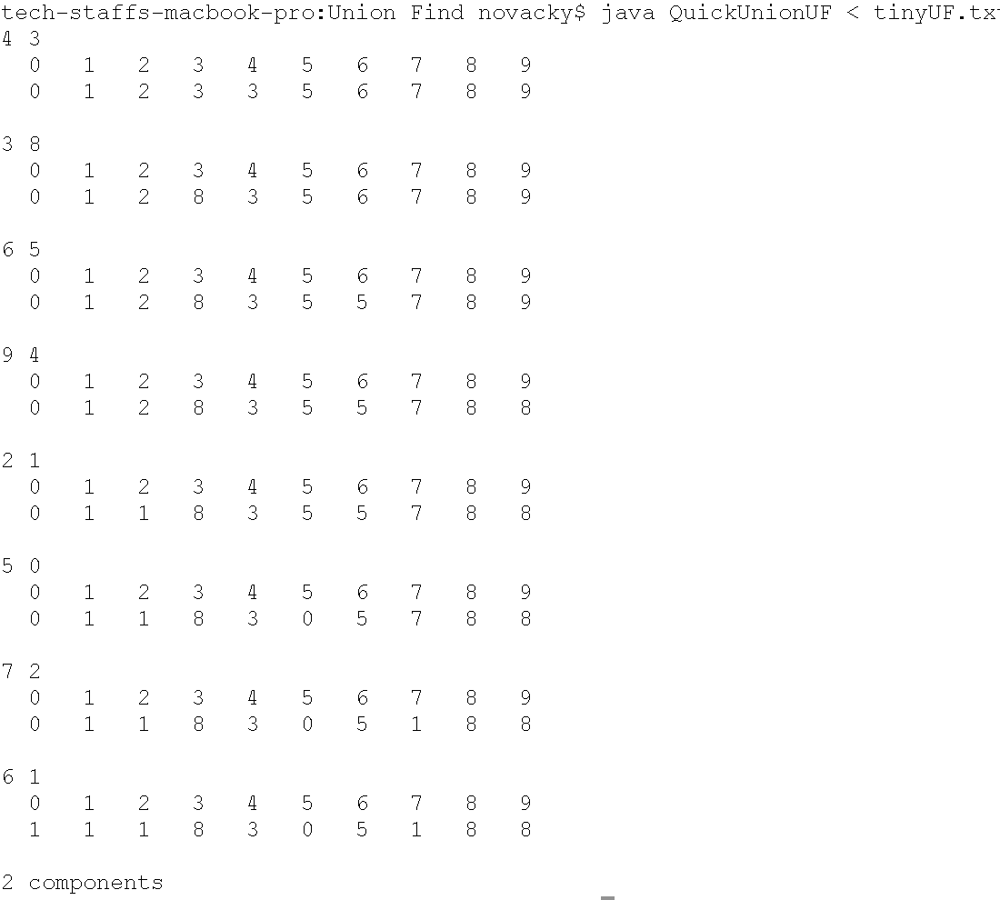 tech-staffs-macbook-pro:Union Find novacky$ java QuickUnionUF < tinyUF.tx
4 3
0 1 2 3 4 5 6 7 8 9
0 1 2 3 3 5 6 7 8 9
3 8
0 1 2 3 4 5 6 7 8 9
0 1 2 8 3 5 6 7 8 9
6 5
0 1 2 3 4 5 6 7 8 9
0 1 2 8 3 5 5 7 8 9
9 4
0 1 2 3 4 5 6 7 8 9
0 1 2 8 3 5 5 7 8 8
2 1
0 1 2 3 4 5 6 7 8 9
0 1 1 8 3 5 5 7 8 8
5 0
0 1 2 3 4 5 6 7 8 9
0 1 1 8 3 0 5 7 8 8
7 2
0 1 2 3 4 5 6 7 8 9
0 1 1 8 3 0 5 1 8 8
6 1
0 1 2 3 4 5 6 7 8 9
1 1 1 8 3 0 5 1 8 8
2 components